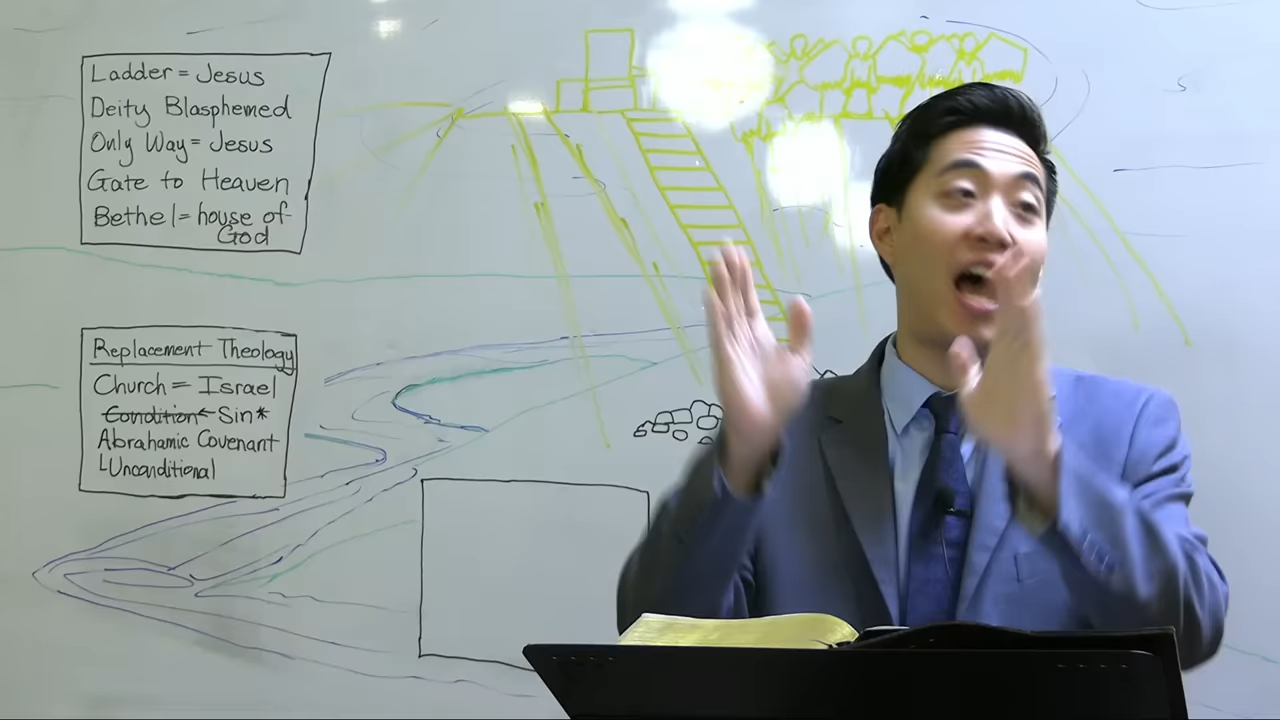 Ladder = Jesus
Deity Blasphemed
Only Way = Jesus
Gate to Heaven
Bethel = house of
God
Replacement Theology
Church = Israel
Condition ← Sin*
Abrahamic Covenant
└Unconditional
S